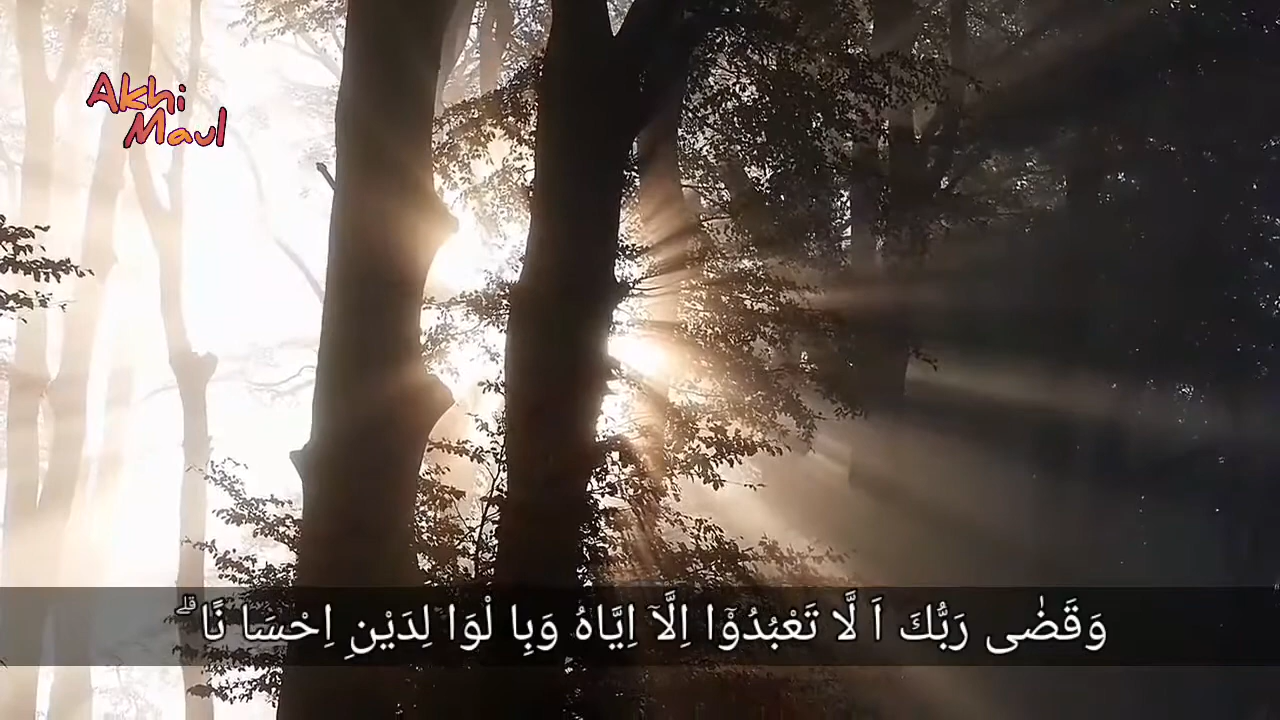 Akhi
Maul
وَقَضٰى رَبُّكَ اَ لَّا تَعْبُدُوْۤا اِلَّاۤ اِيَّاهُ وَبِا لْوَا لِدَيْنِ اِحْسَا نًا ۗ